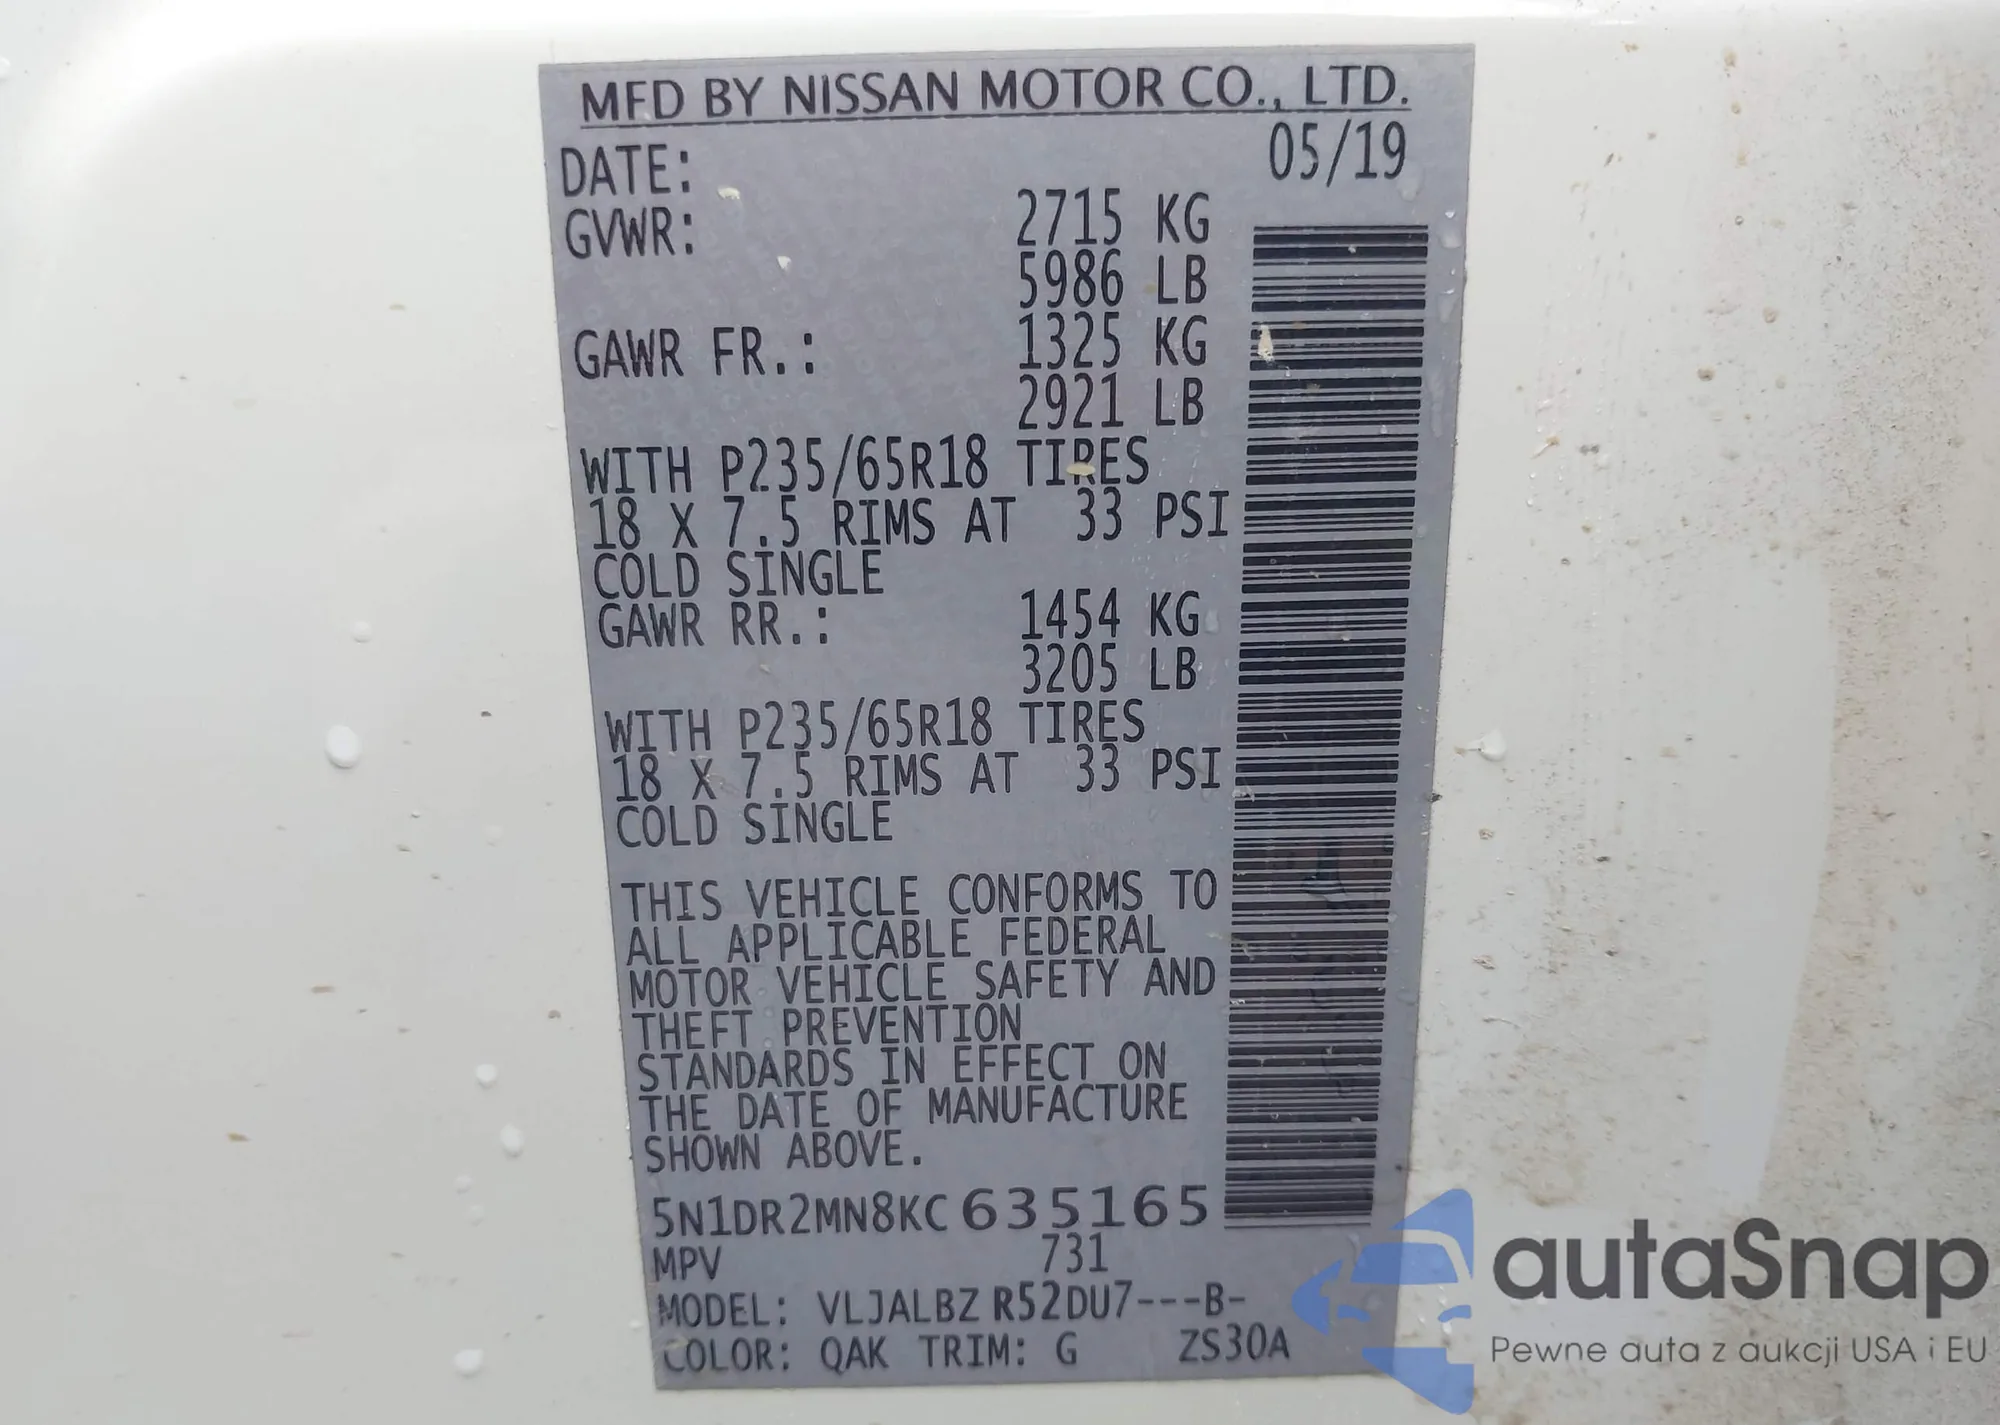 MFD BY NISSAN MOTOR CO., LTD.
DATE: 05/19
GVWR: 2715 KG
5986 LB
GAWR FR.: 1325 KG
2921 LB
WITH P235/65R18 TIRES
18 X 7.5 RIMS AT 33 PSI
COLD SINGLE
GAWR RR.: 1454 KG
3205 LB
WITH P235/65R18 TIRES
18 X 7.5 RIMS AT 33 PSI
COLD SINGLE
THIS VEHICLE CONFORMS TO
ALL APPLICABLE FEDERAL
MOTOR VEHICLE SAFETY AND
THEFT PREVENTION
STANDARDS IN EFFECT ON
THE DATE OF MANUFACTURE
SHOWN ABOVE.
5N1DR2MN8KC635165
MPV 731
MODEL: VLJALBZ R52DU7---B-
COLOR: QAK TRIM: G ZS30A
autaSnap
Pewne auta z aukcji USA i EU